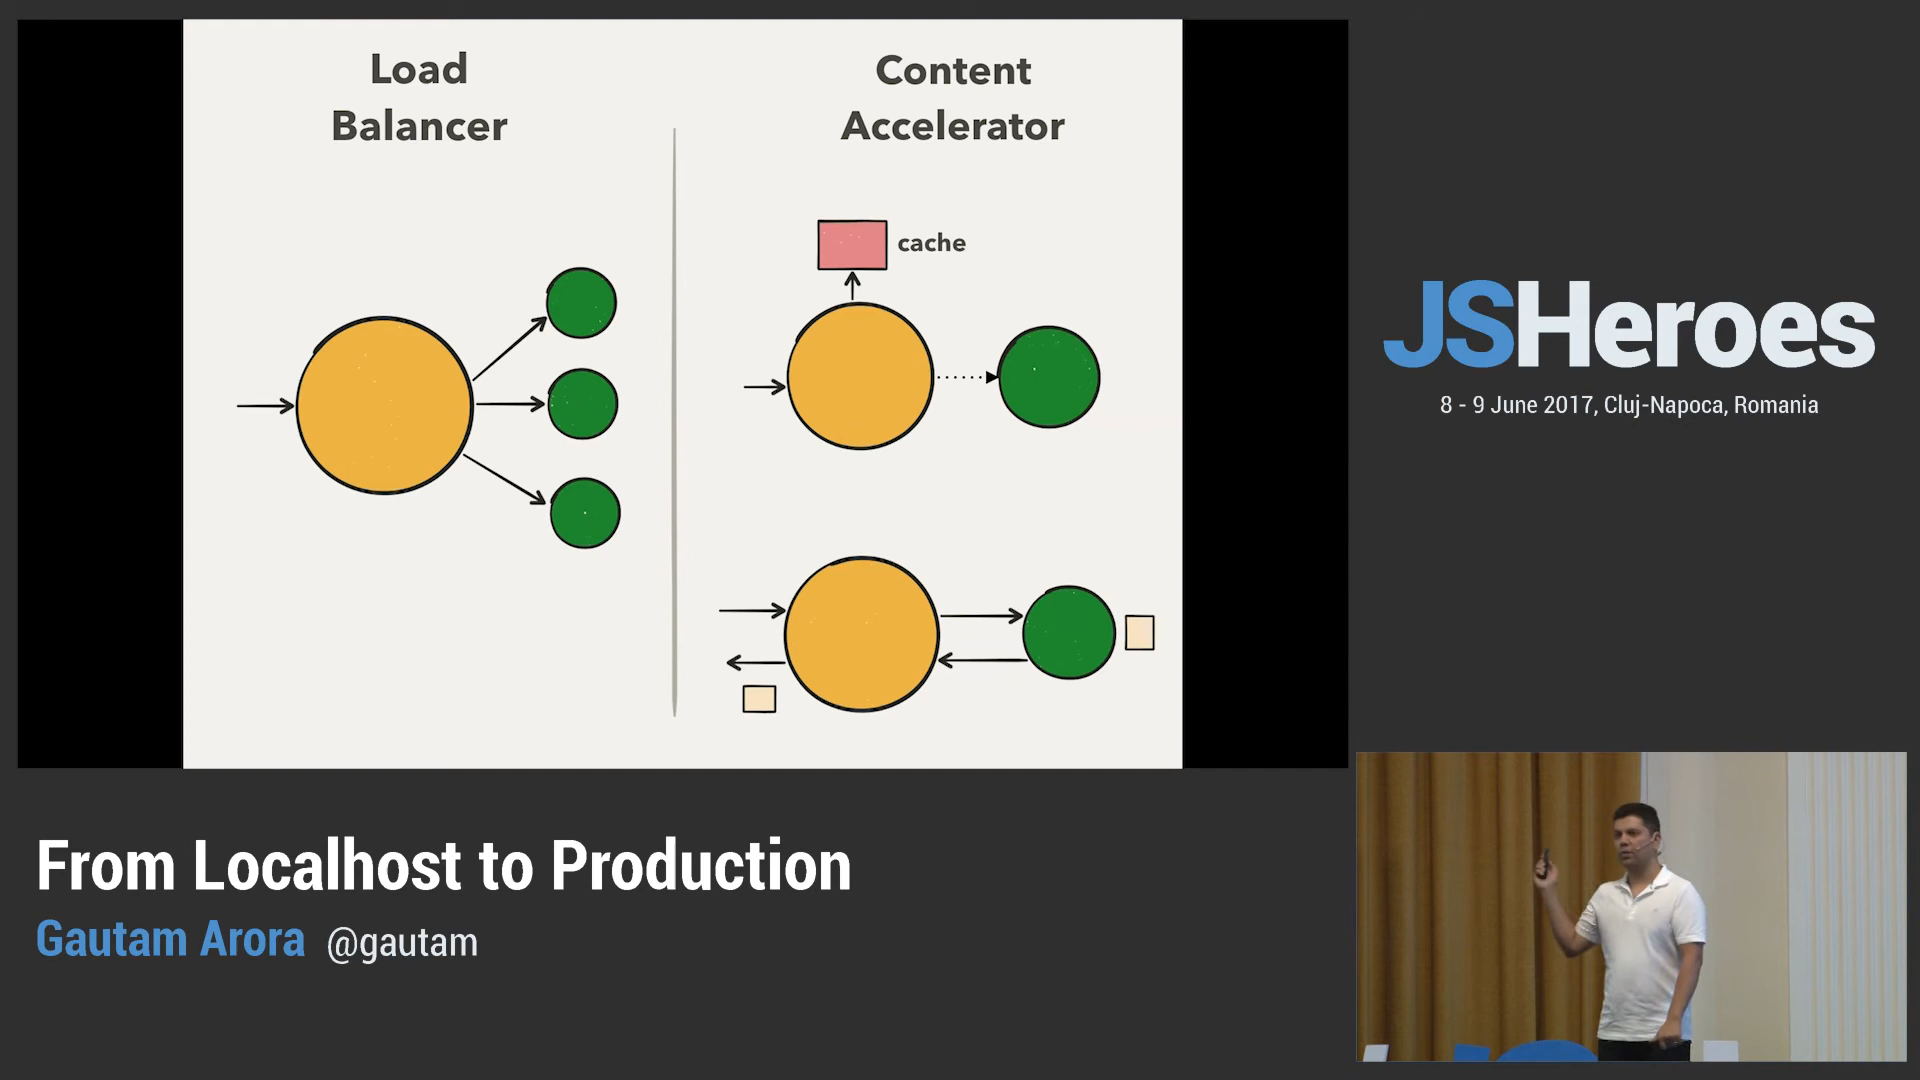 Load
Balancer
Content
Accelerator
cache
JSHeroes
8 - 9 June 2017, Cluj-Napoca, Romania
From Localhost to Production
Gautam Arora @gautam